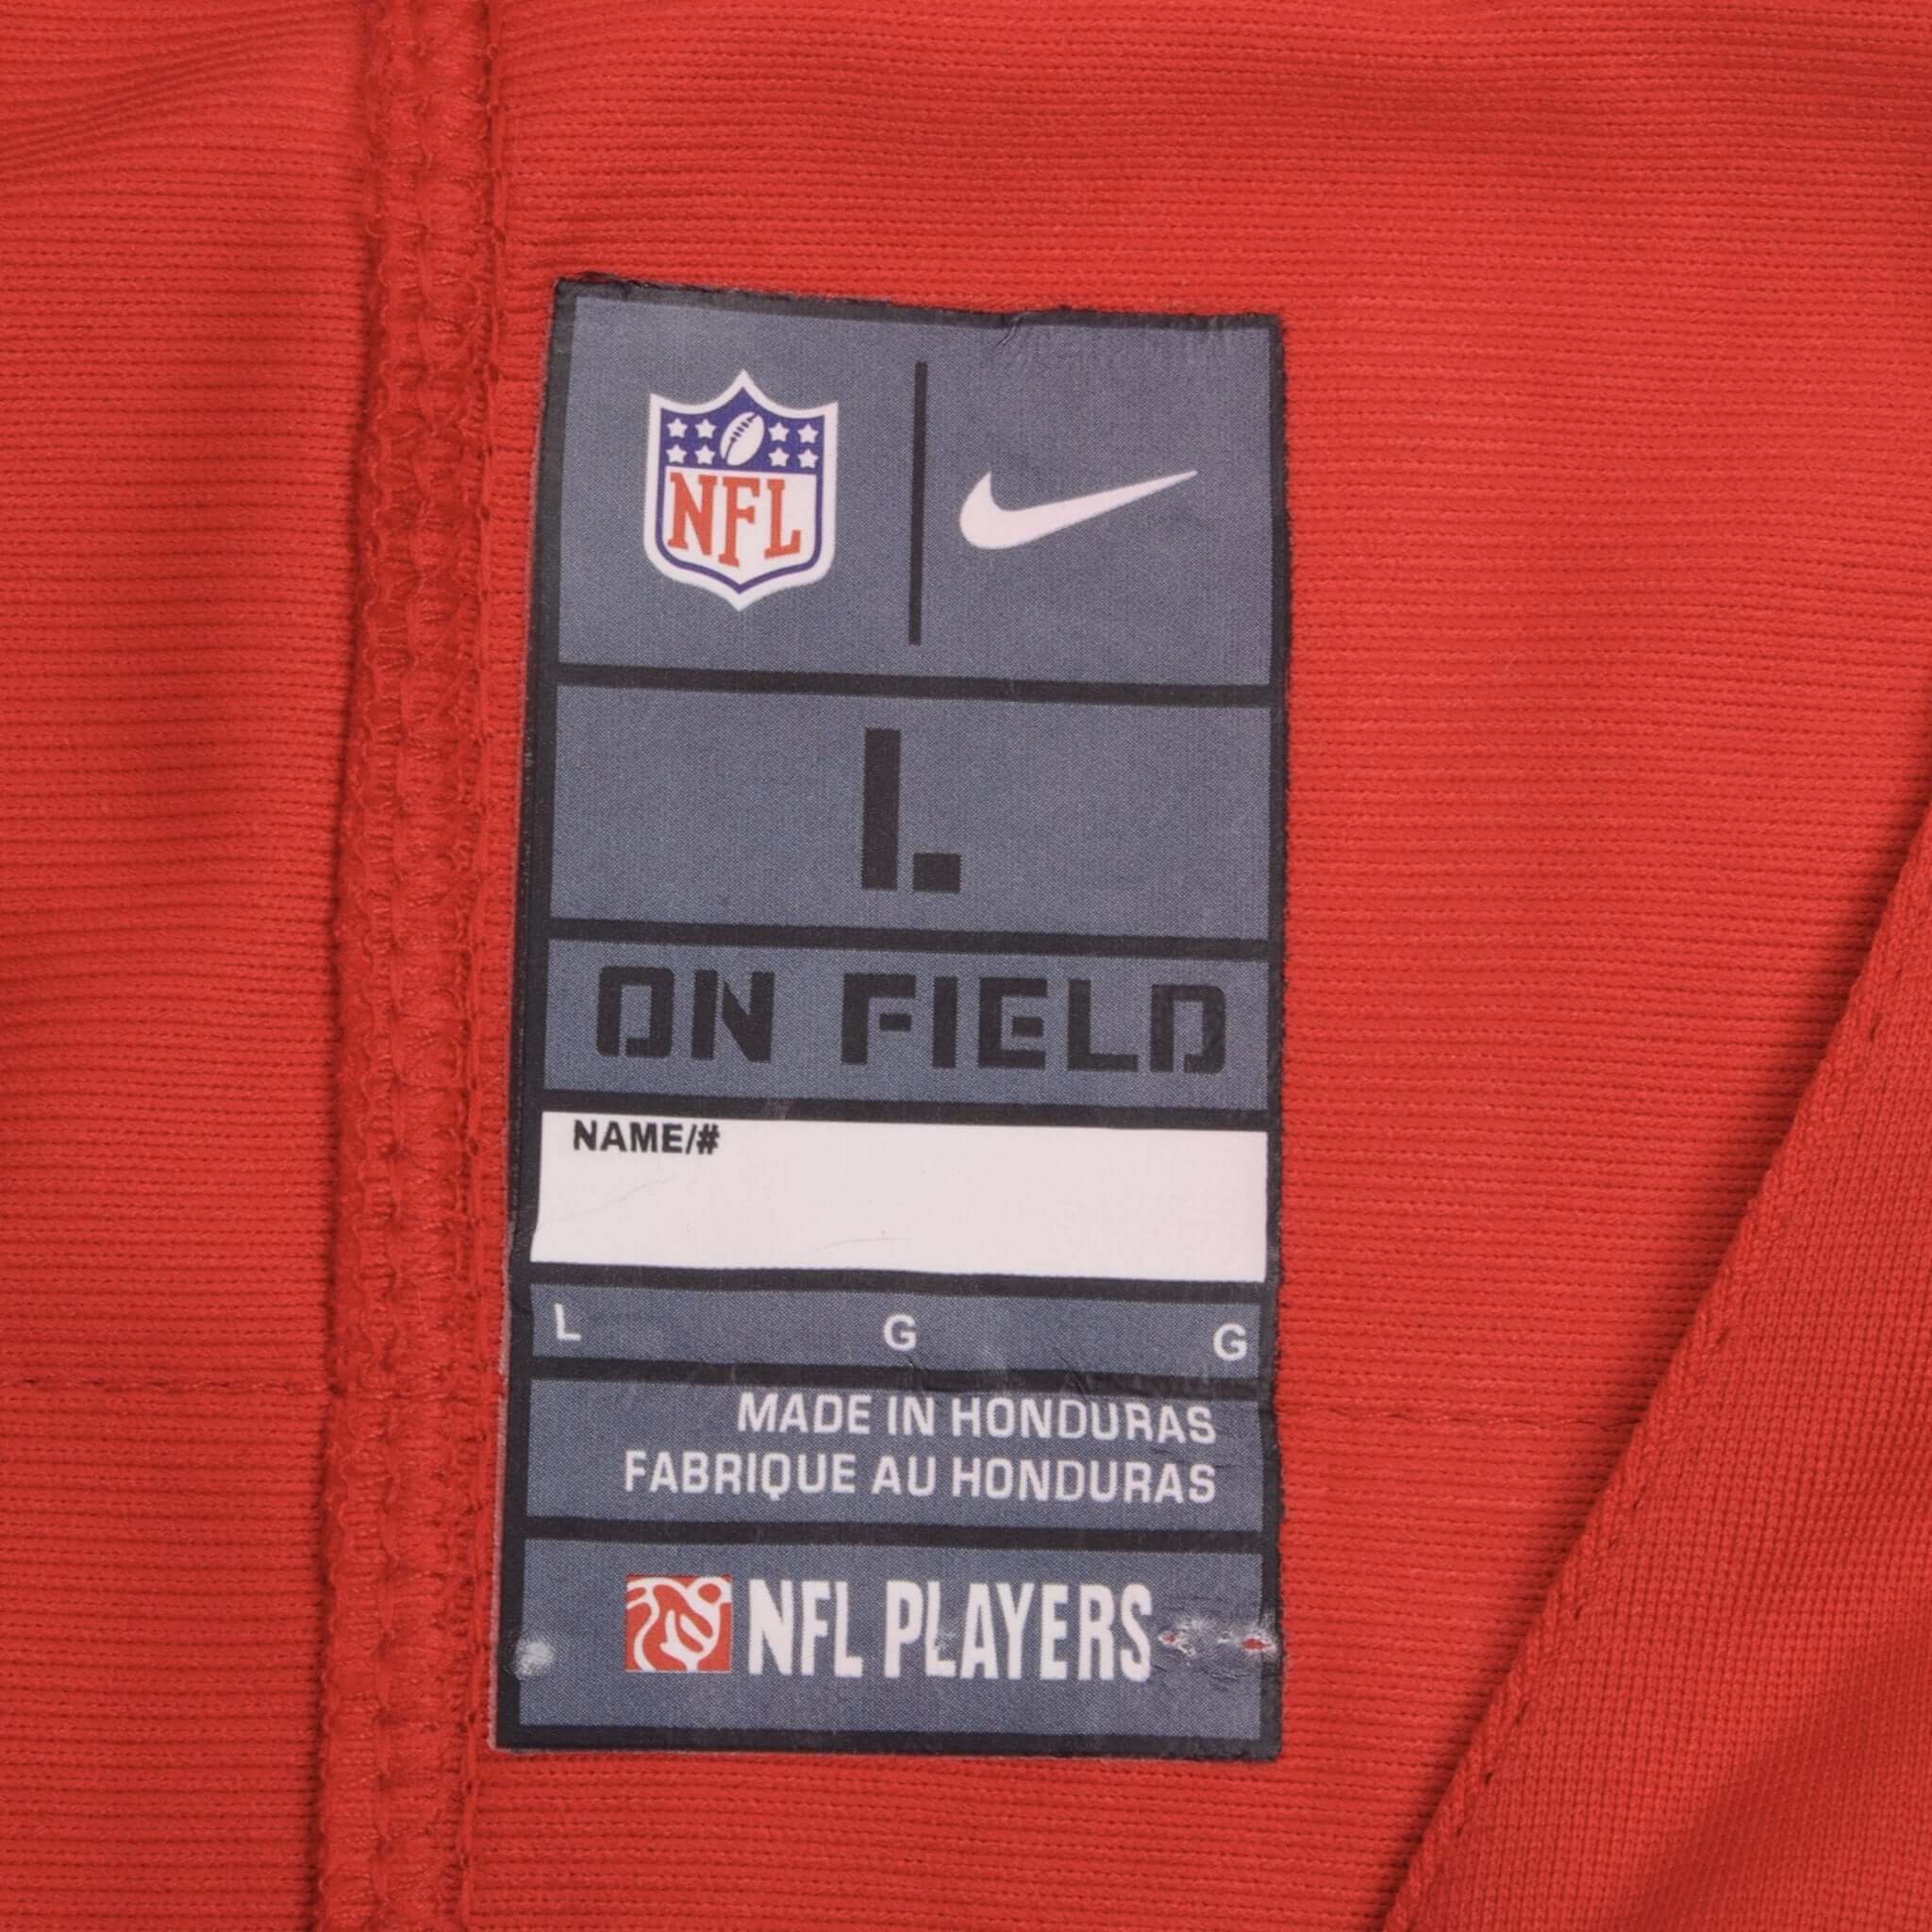 NFL
L
ON FIELD
NAME/#
L G G
MADE IN HONDURAS
FABRIQUE AU HONDURAS
NFL PLAYERS